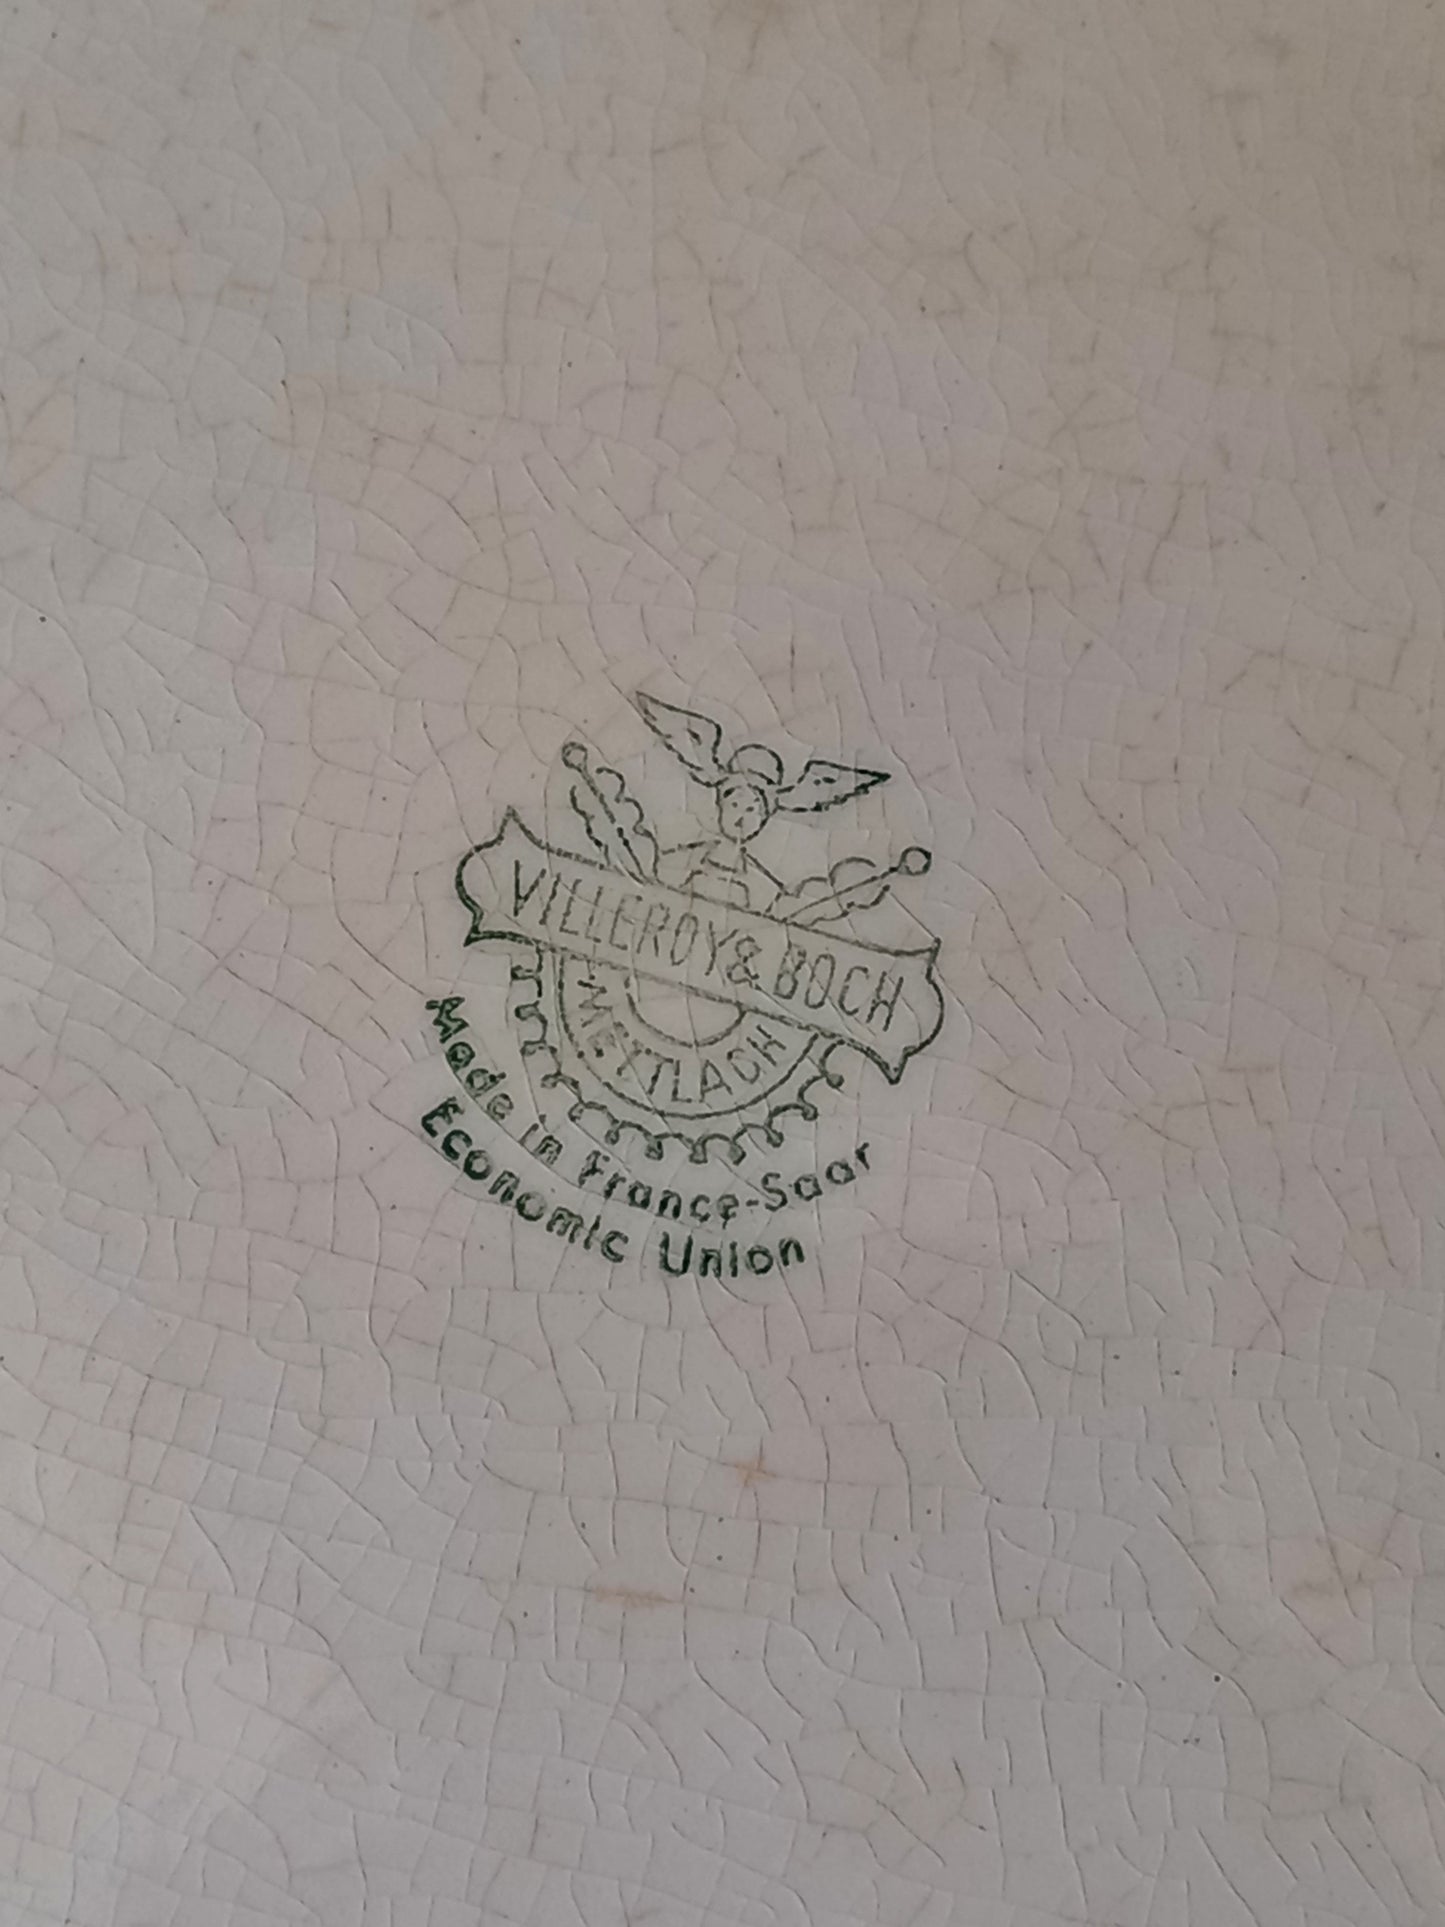 VILLEROY & BOCH
METTLACH
Made in France-Saar
Economic Union